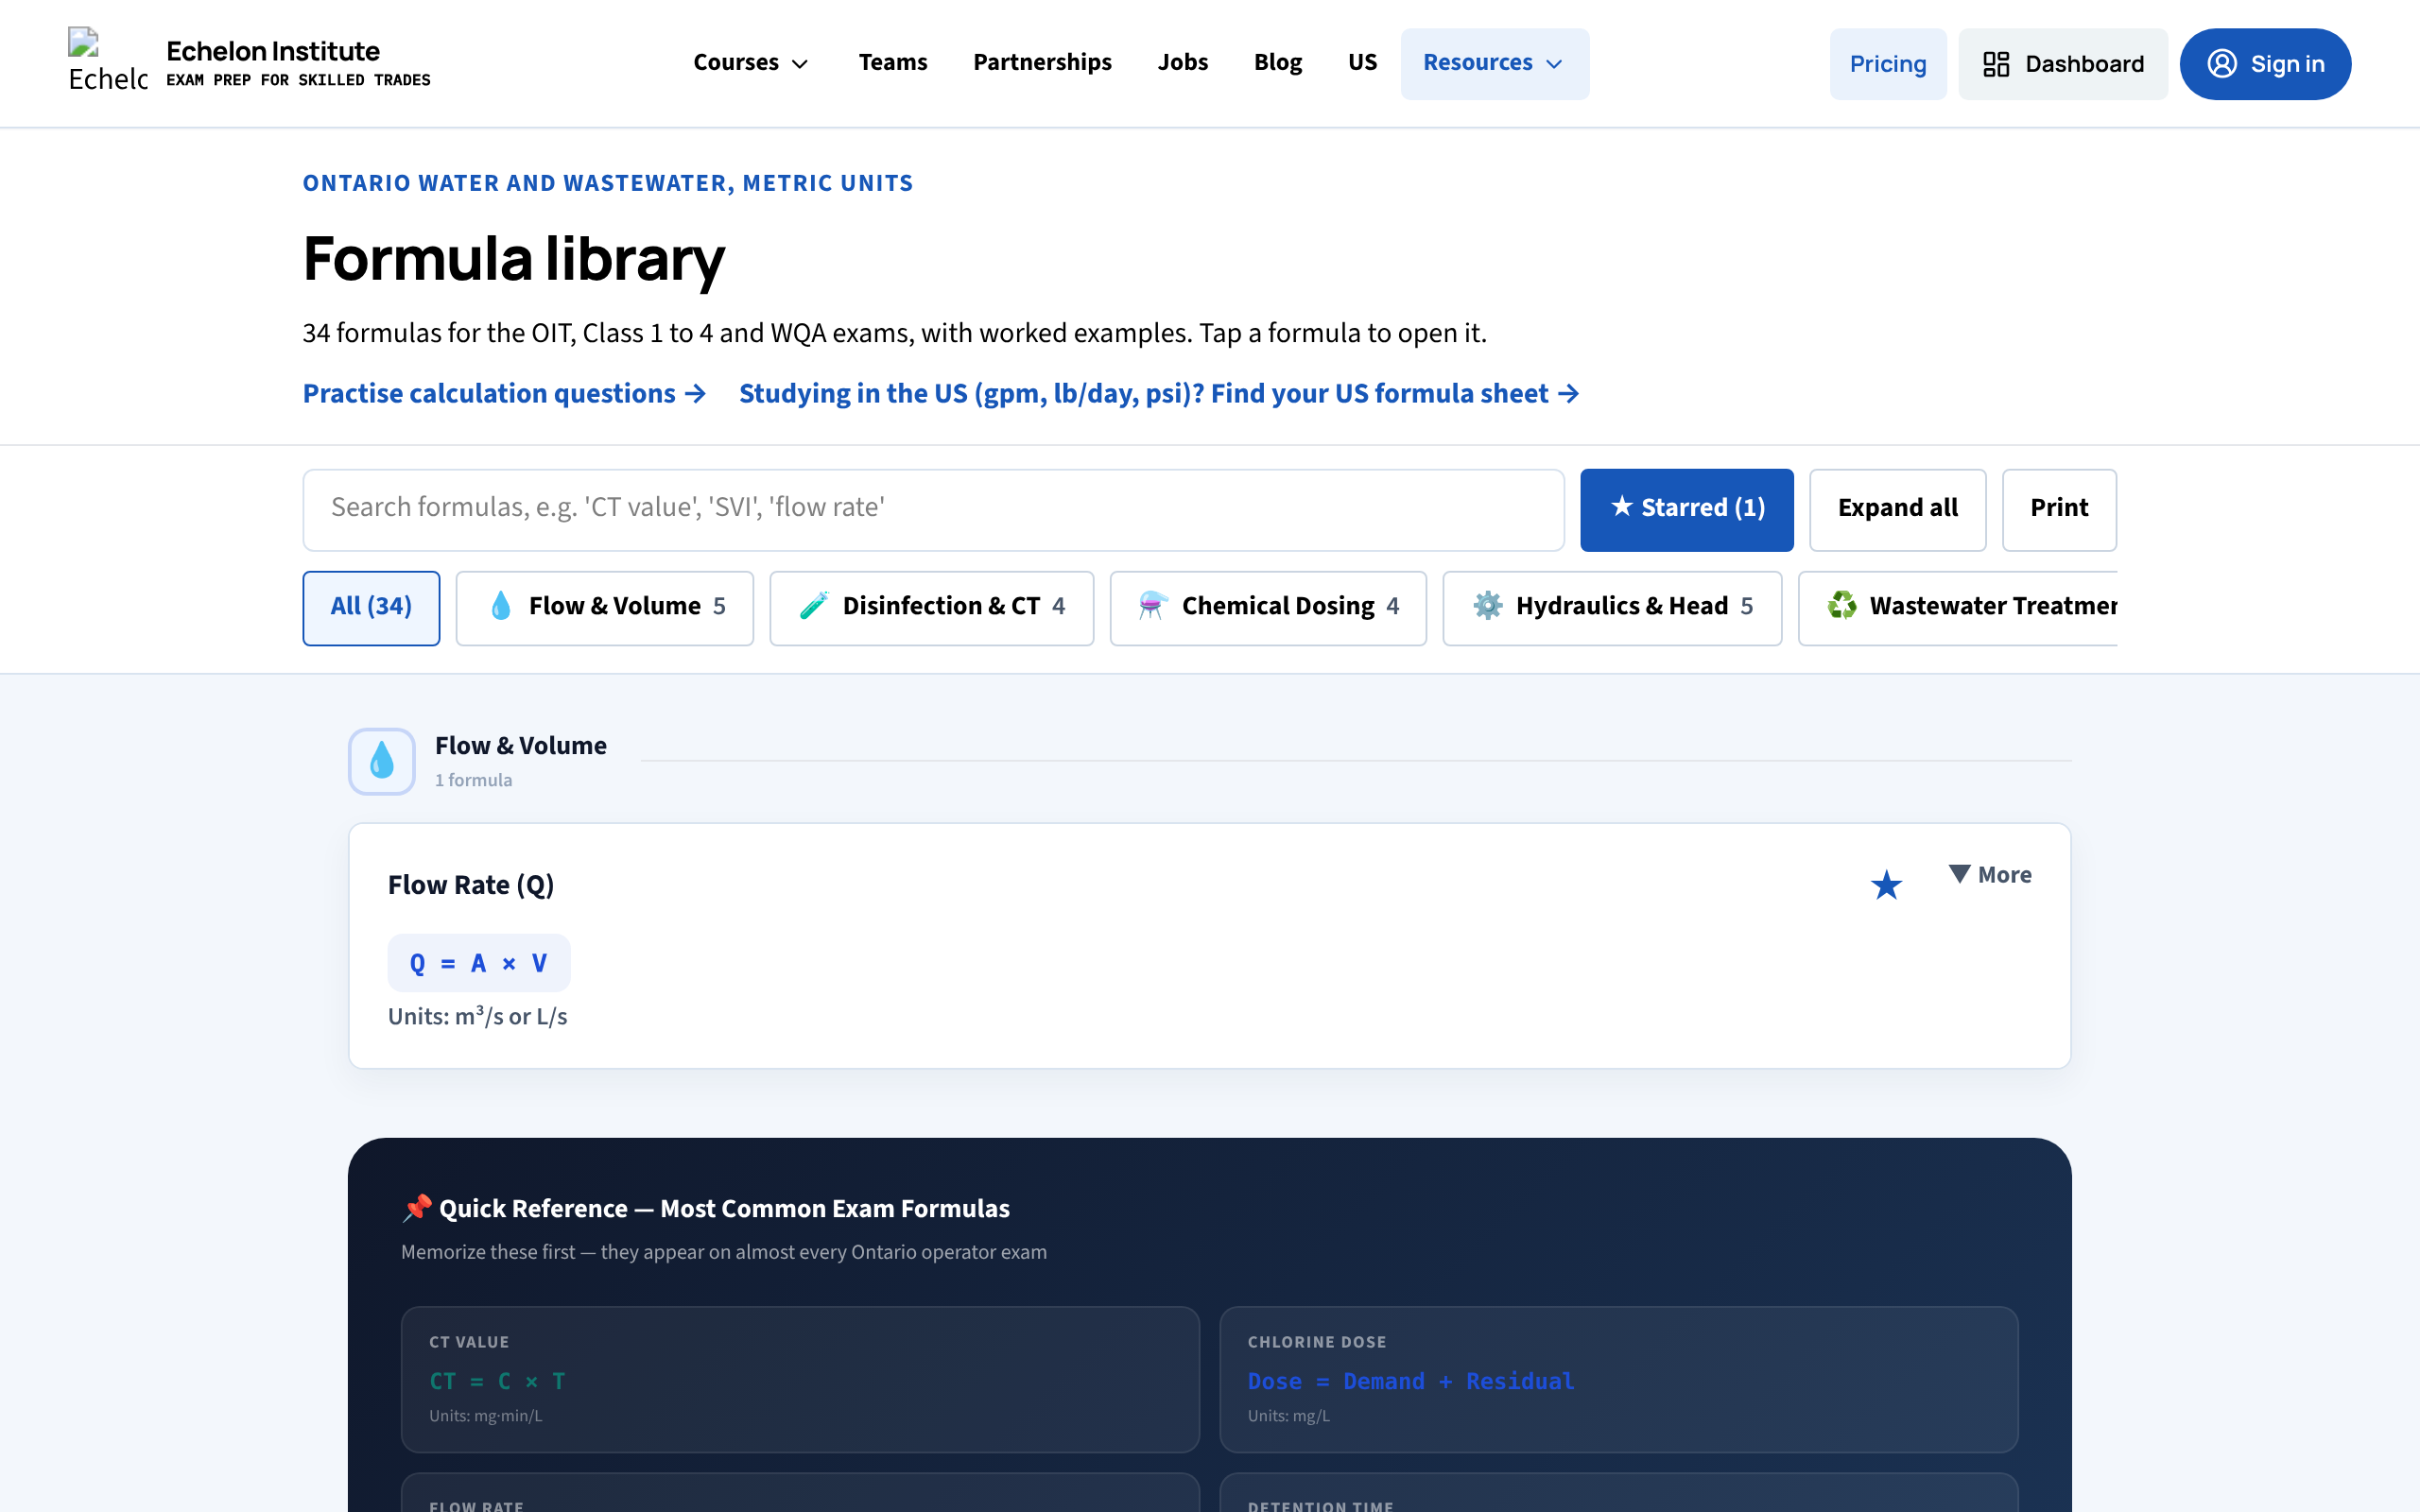 Echelon Institute
EXAM PREP FOR SKILLED TRADES
Courses
Teams
Partnerships
Jobs
Blog
US
Resources
Pricing
Dashboard
Sign in
ONTARIO WATER AND WASTEWATER, METRIC UNITS
Formula library
34 formulas for the OIT, Class 1 to 4 and WQA exams, with worked examples. Tap a formula to open it.
Practise calculation questions →
Studying in the US (gpm, lb/day, psi)? Find your US formula sheet →
Search formulas, e.g. 'CT value', 'SVI', 'flow rate'
★ Starred (1)
Expand all
Print
All (34)
Flow & Volume 5
Disinfection & CT 4
Chemical Dosing 4
Hydraulics & Head 5
Wastewater
Flow & Volume
1 formula
Flow Rate (Q)
★
▼ More
Q = A × V
Units: m³/s or L/s
📌 Quick Reference — Most Common Exam Formulas
Memorize these first — they appear on almost every Ontario operator exam
CT VALUE
CT = C × T
Units: mg·min/L
CHLORINE DOSE
Dose = Demand + Residual
Units: mg/L
FLOW RATE
DETENTION TIME